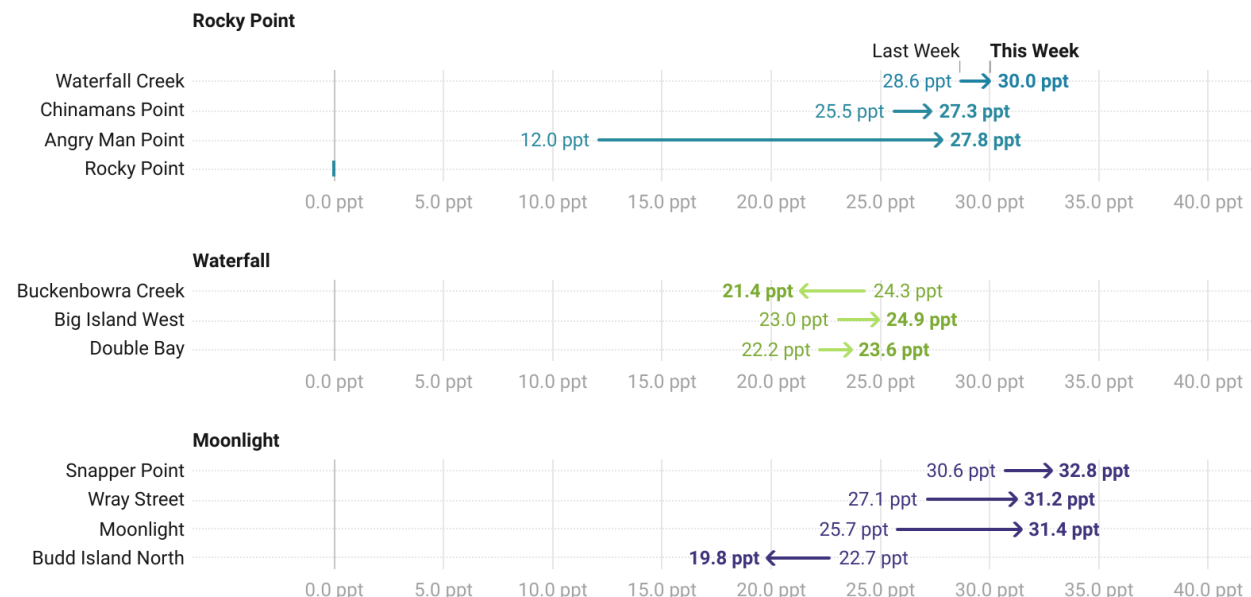 Rocky Point
Last Week This Week
Waterfall Creek 28.6 ppt 30.0 ppt
Chinamans Point 25.5 ppt 27.3 ppt
Angry Man Point 12.0 ppt 27.8 ppt
Rocky Point
0.0 ppt 5.0 ppt 10.0 ppt 15.0 ppt 20.0 ppt 25.0 ppt 30.0 ppt 35.0 ppt 40.0 ppt
Waterfall
Buckenbowra Creek 21.4 ppt 24.3 ppt
Big Island West 23.0 ppt 24.9 ppt
Double Bay 22.2 ppt 23.6 ppt
0.0 ppt 5.0 ppt 10.0 ppt 15.0 ppt 20.0 ppt 25.0 ppt 30.0 ppt 35.0 ppt 40.0 ppt
Moonlight
Snapper Point 30.6 ppt 32.8 ppt
Wray Street 27.1 ppt 31.2 ppt
Moonlight 25.7 ppt 31.4 ppt
Budd Island North 19.8 ppt 22.7 ppt
0.0 ppt 5.0 ppt 10.0 ppt 15.0 ppt 20.0 ppt 25.0 ppt 30.0 ppt 35.0 ppt 40.0 ppt